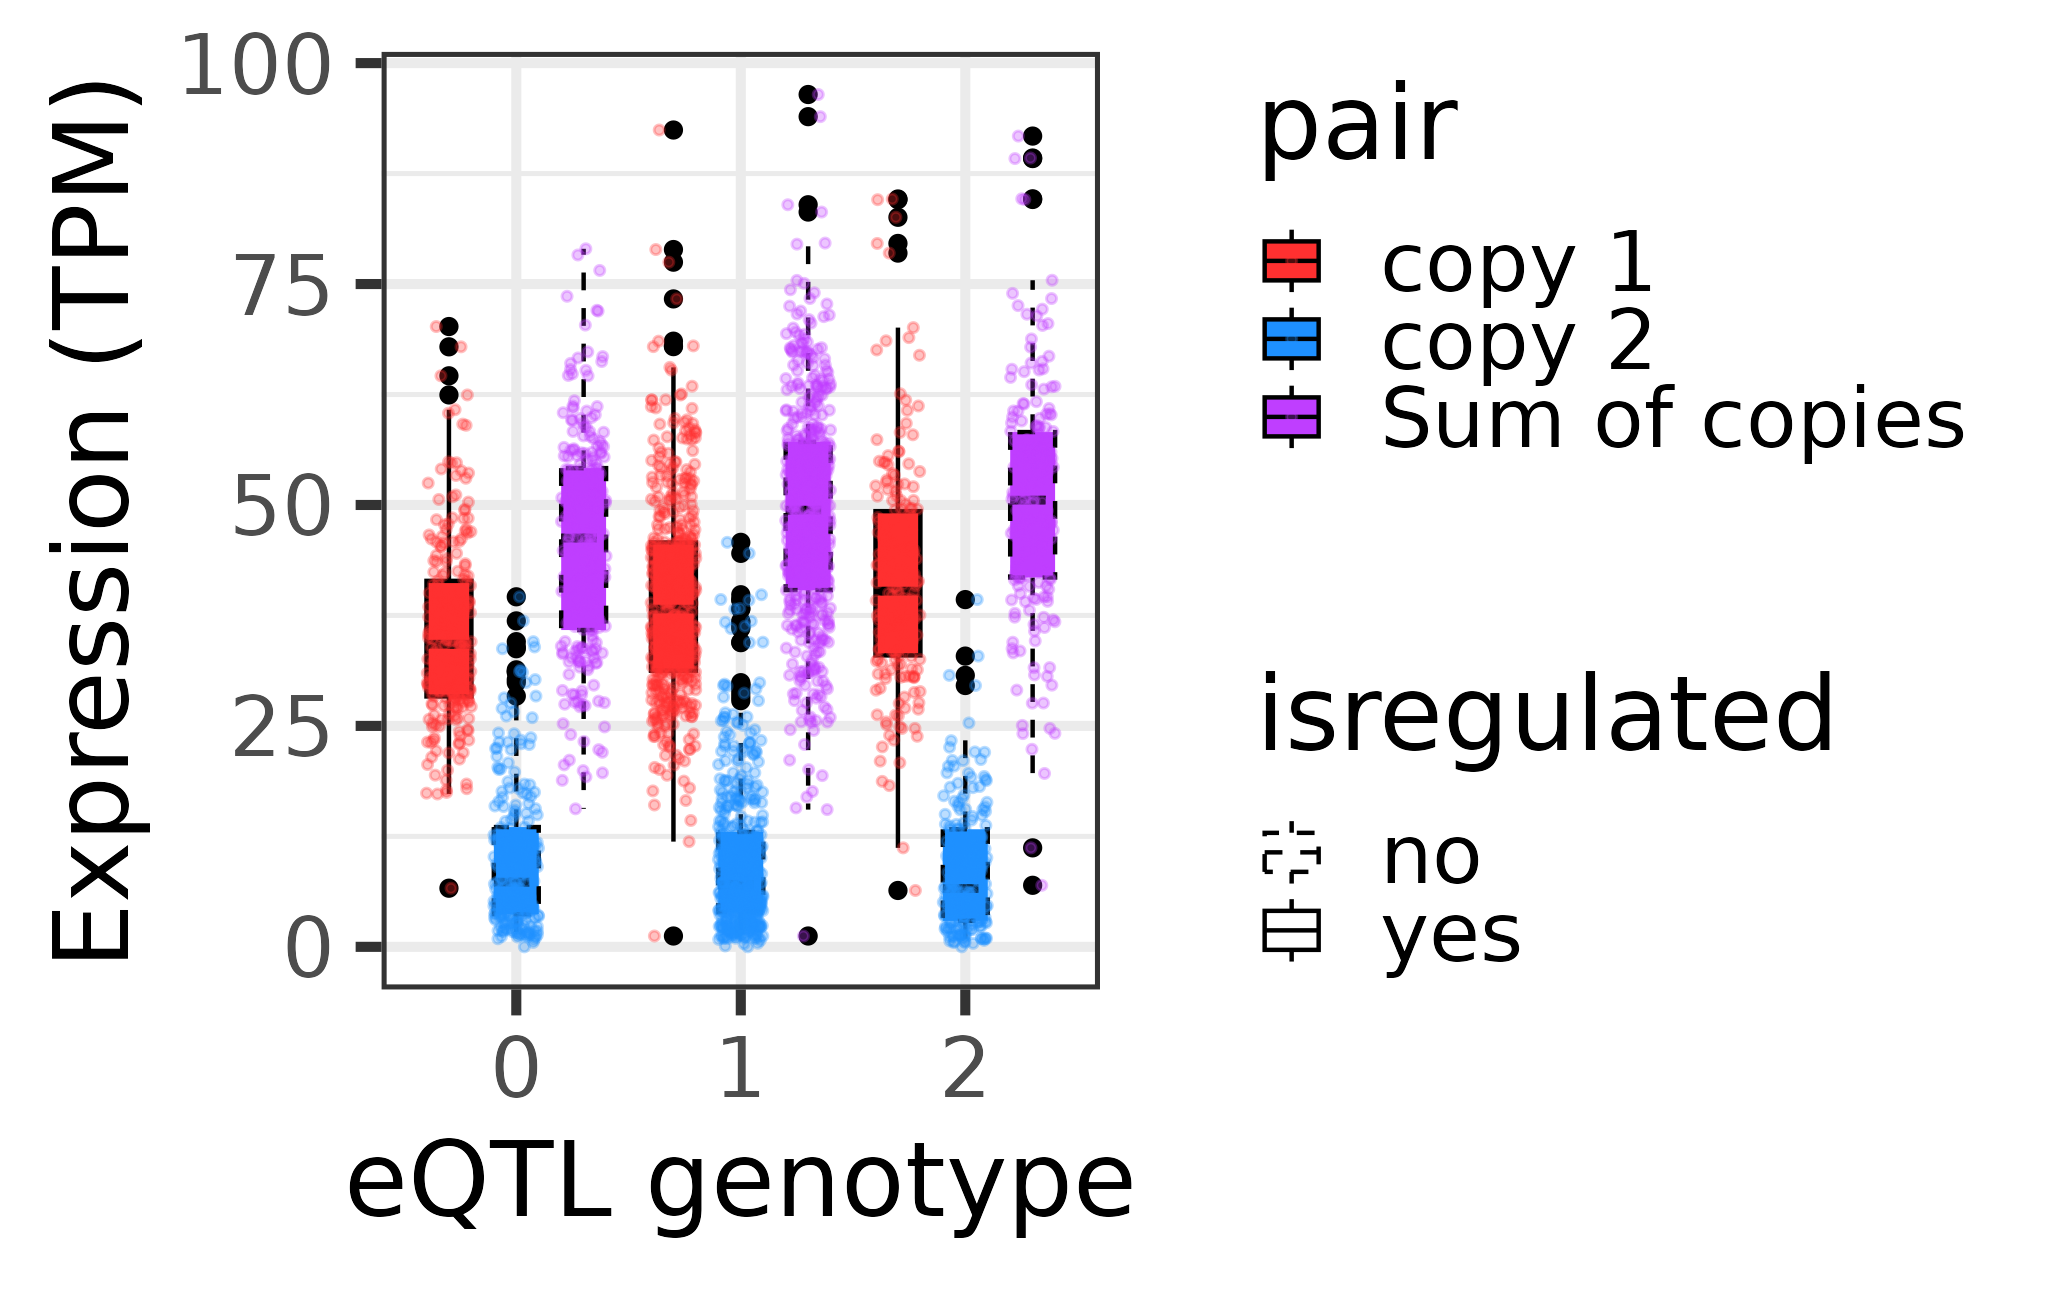 Expression (TPM)
100
75
50
25
0
0 1 2
eQTL genotype
pair
copy 1
copy 2
Sum of copies
isregulated
no
yes